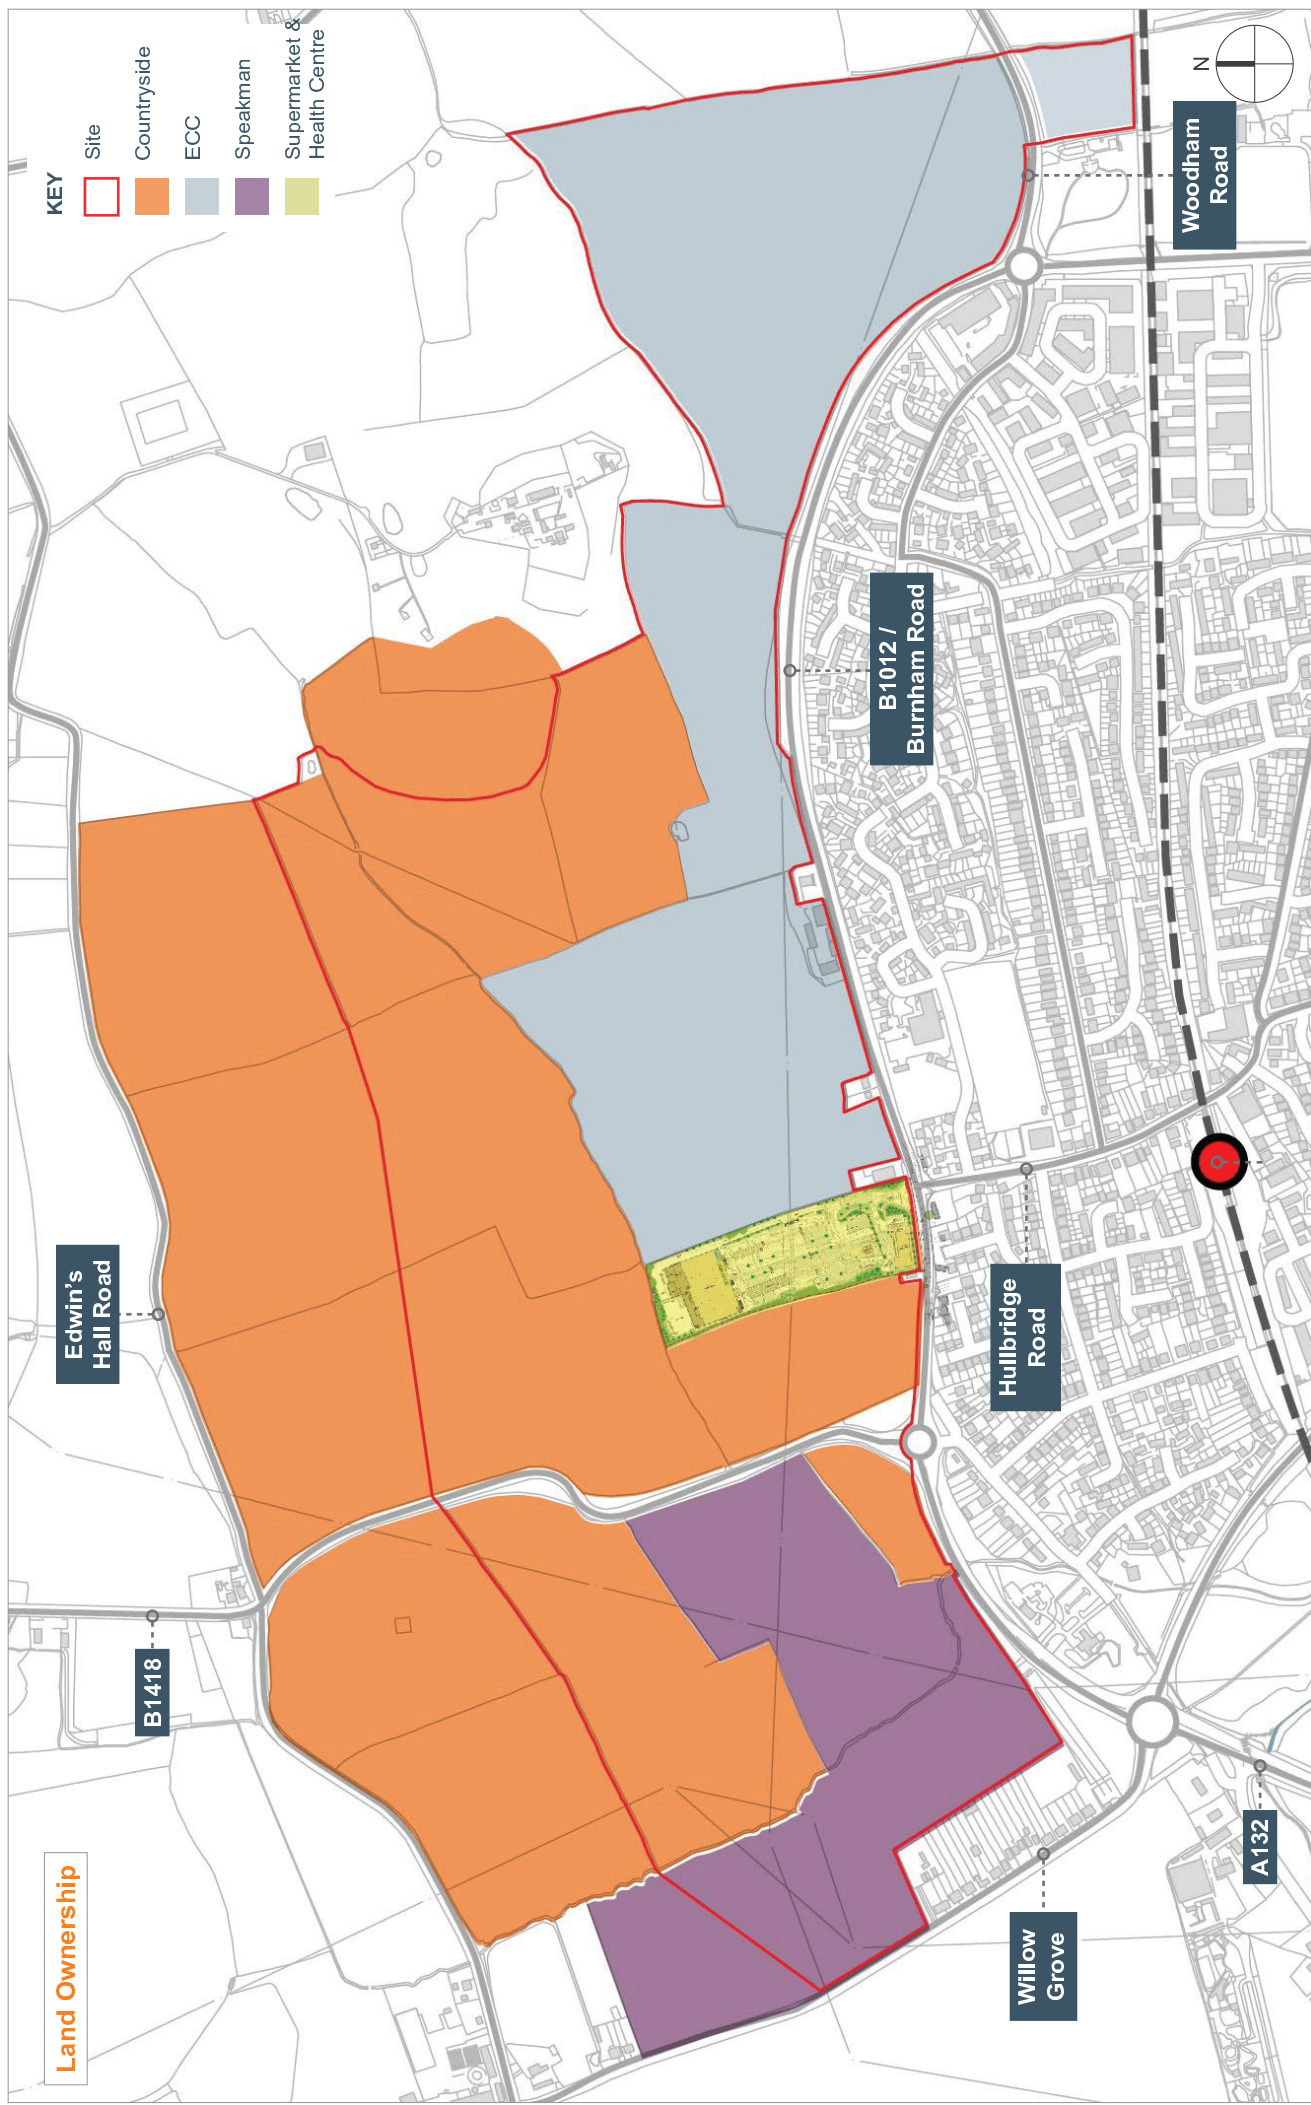 Land Ownership
KEY
Site
Countryside
ECC
Speakman
Supermarket &
Health Centre
Edwin's
Hall Road
B1418
B1012 /
Burnham Road
Woodham
Road
N
Hullbridge
Road
Willow
Grove
A132